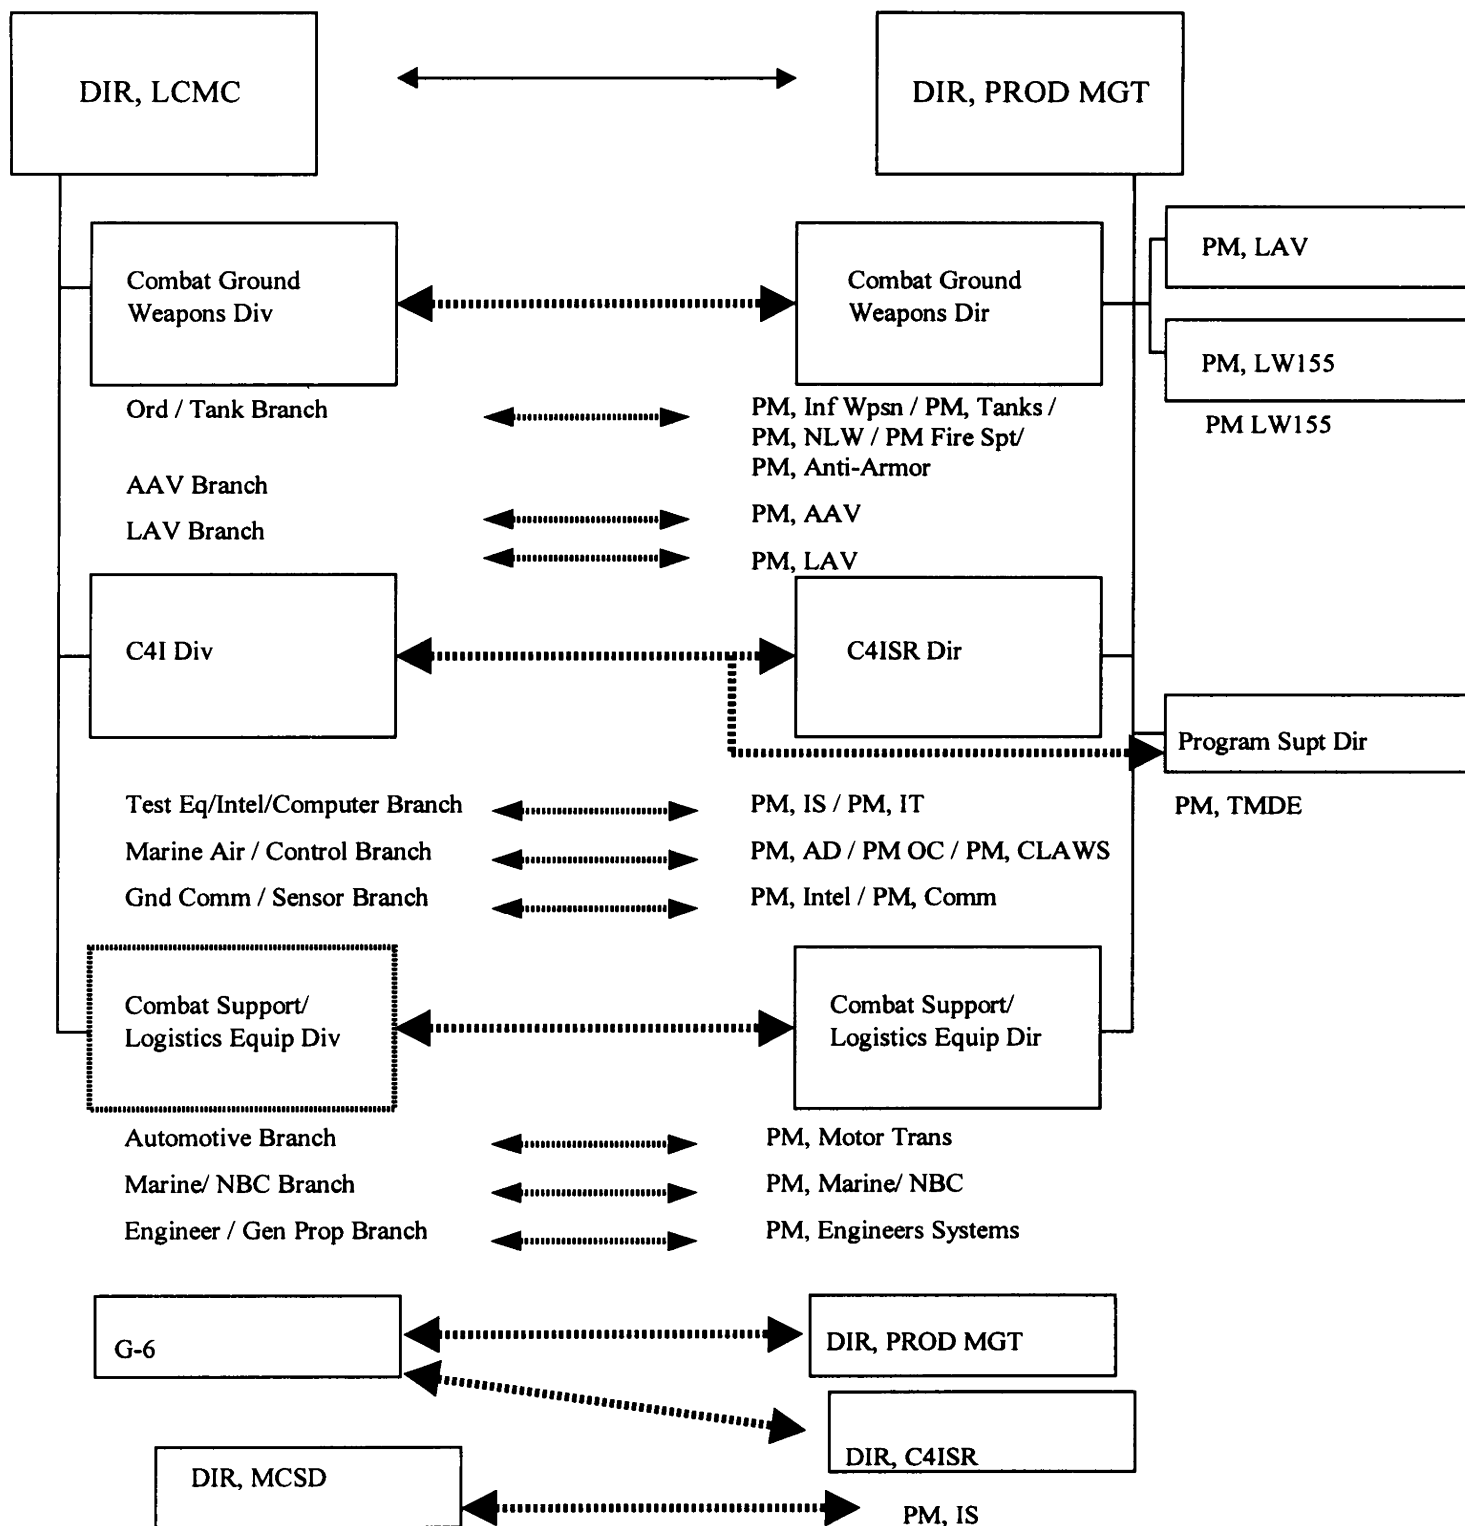 DIR, LCMC
DIR, PROD MGT
PM, LAV
Combat Ground
Weapons Div
Combat Ground
Weapons Dir
PM, LW155
PM LW155
Ord / Tank Branch
PM, Inf Wpsn / PM, Tanks /
PM, NLW / PM Fire Spt/
PM, Anti-Armor
AAV Branch
PM, AAV
LAV Branch
PM, LAV
C4I Div
C4ISR Dir
Program Supt Dir
PM, TMDE
Test Eq/Intel/Computer Branch
PM, IS / PM, IT
Marine Air / Control Branch
PM, AD / PM OC / PM, CLAWS
Gnd Comm / Sensor Branch
PM, Intel / PM, Comm
Combat Support/
Logistics Equip Div
Combat Support/
Logistics Equip Dir
Automotive Branch
PM, Motor Trans
Marine/ NBC Branch
PM, Marine/ NBC
Engineer / Gen Prop Branch
PM, Engineers Systems
G-6
DIR, PROD MGT
DIR, C4ISR
DIR, MCSD
PM, IS